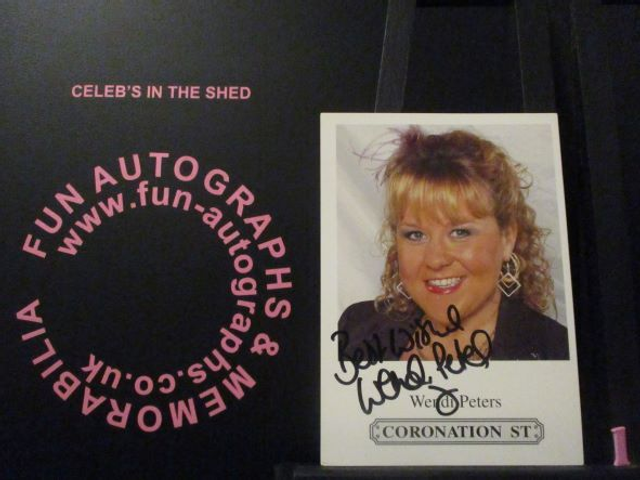 CELEB'S IN THE SHED
FUN AUTOGRAPHS & MEMORABILIA
www.fun-autographs.co.uk
Best Wishes
Wendi Peters
Wendi Peters
CORONATION ST.